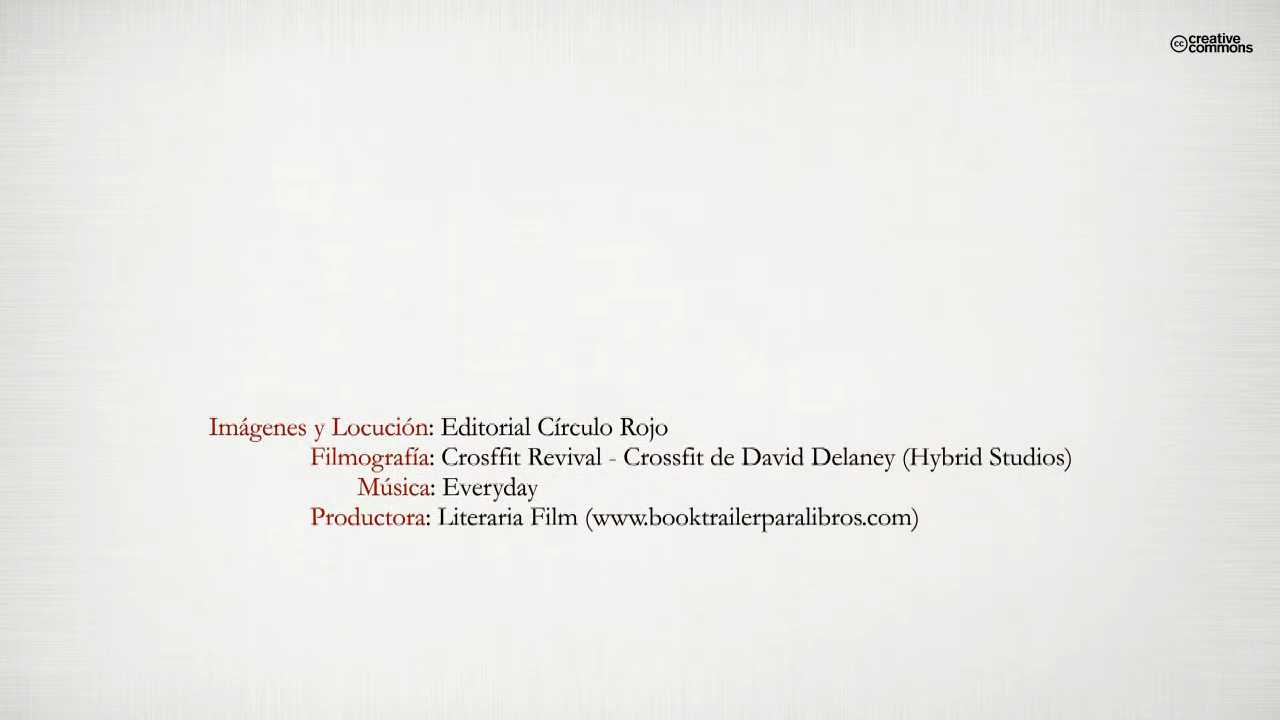 creative
commons
Imágenes y Locución: Editorial Círculo Rojo
Filmografía: Crosffit Revival - Crossfit de David Delaney (Hybrid Studios)
Música: Everyday
Productora: Literaria Film (www.booktrailerparalibros.com)